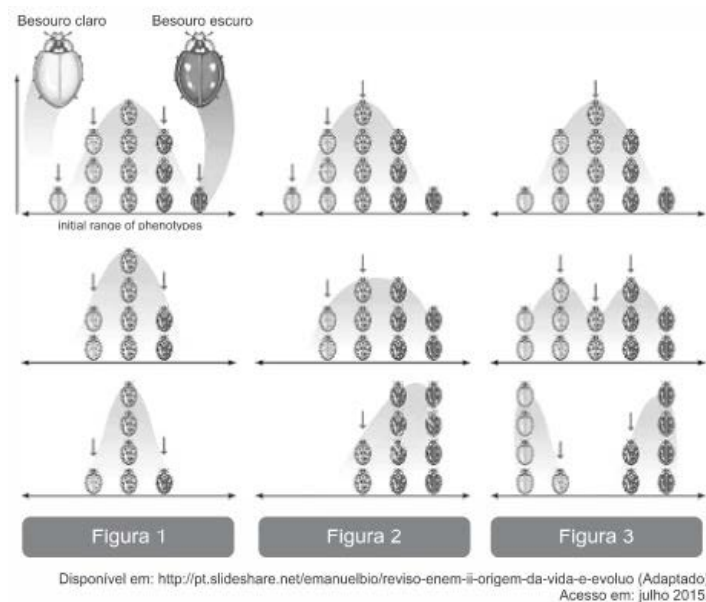 Besouro claro
Besouro escuro
initial range of phenotypes
Figura 1
Figura 2
Figura 3
Disponível em: http://pt.slideshare.net/emanuelbio/reviso-enem-ii-origem-da-vida-e-evoluo (Adaptado)
Acesso em: julho 2015